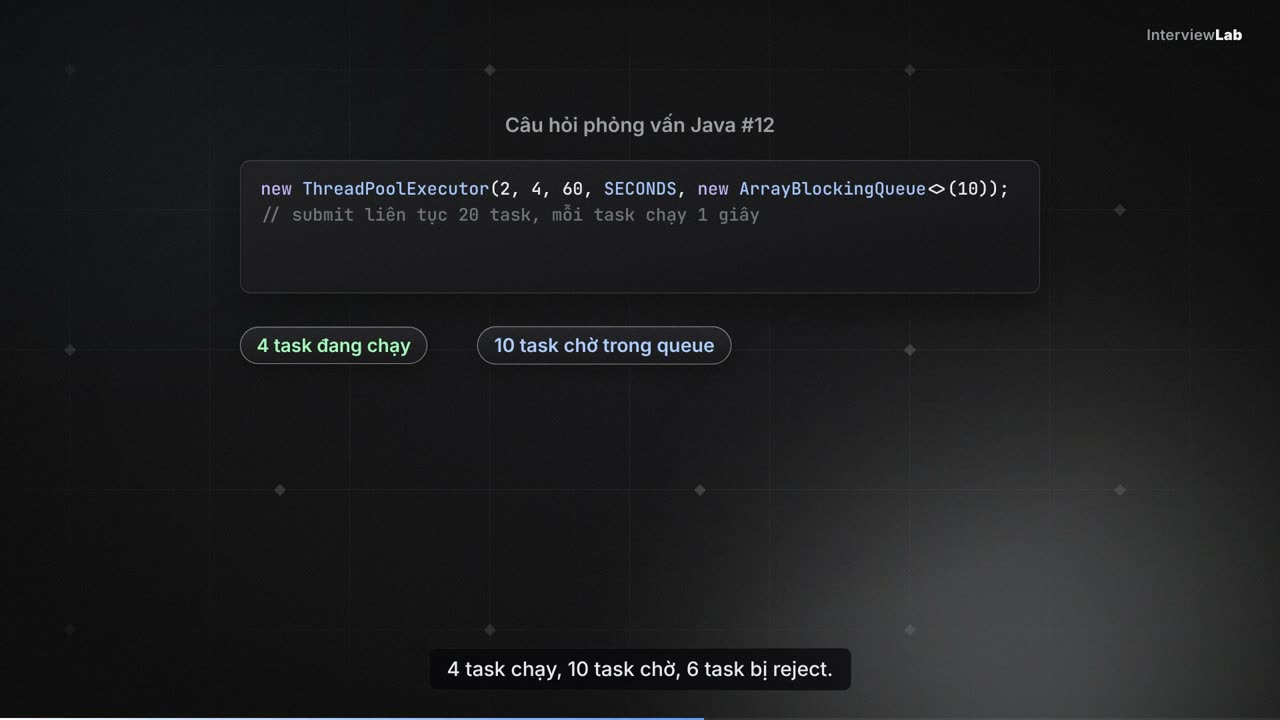 InterviewLab
Câu hỏi phỏng vấn Java #12
new ThreadPoolExecutor(2, 4, 60, SECONDS, new ArrayBlockingQueue<>(10));
// submit liên tục 20 task, mỗi task chạy 1 giây
4 task đang chạy
10 task chờ trong queue
4 task chạy, 10 task chờ, 6 task bị reject.